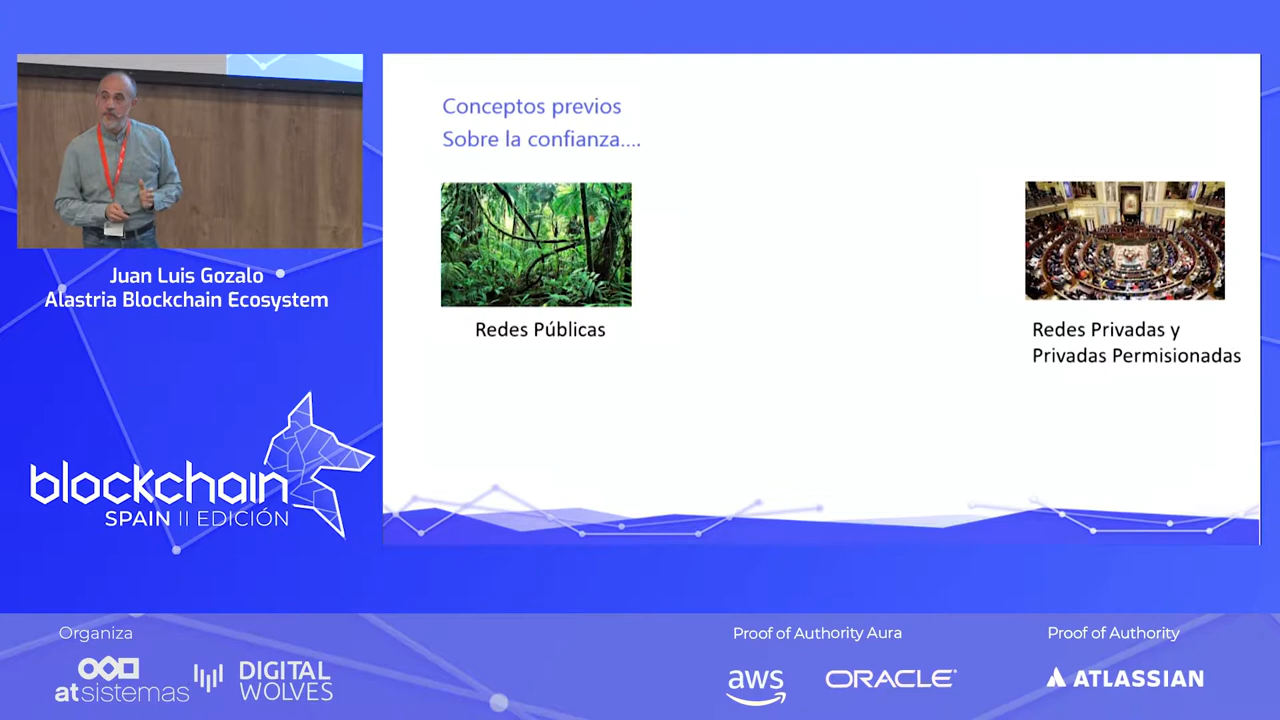 Conceptos previos
Sobre la confianza....
Redes Públicas
Redes Privadas y
Privadas Permisionadas
Juan Luis Gozalo
Alastria Blockchain Ecosystem
blockchain
SPAIN II EDICIÓN
Organiza
atsistemas
DIGITAL
WOLVES
Proof of Authority Aura
aws
ORACLE
Proof of Authority
ATLASSIAN